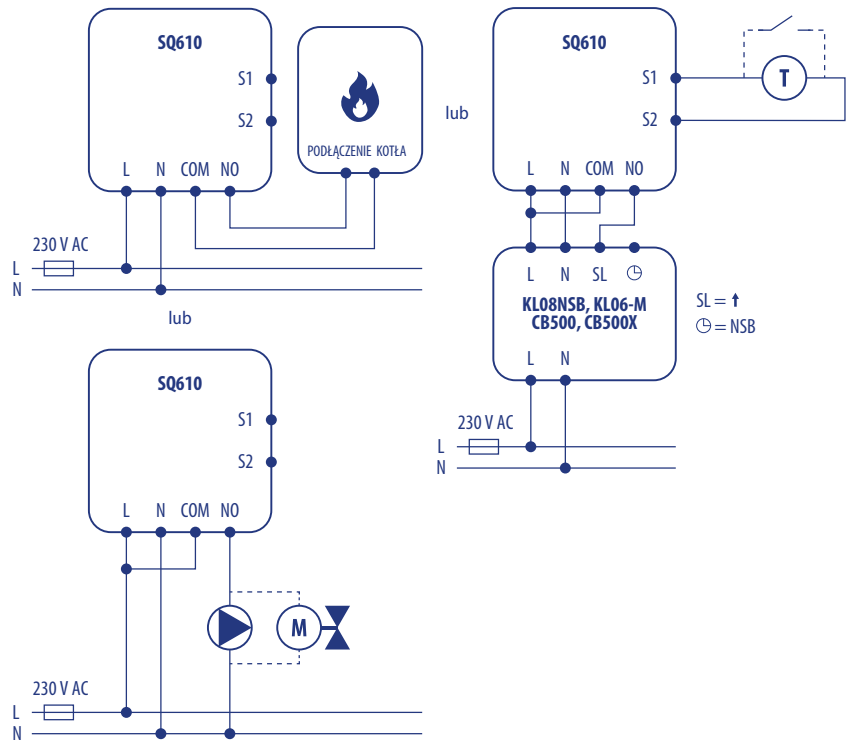 SQ610
S1
S2
L N COM NO
PODŁĄCZENIE KOTŁA
230 V AC
L
N
lub
SQ610
S1
S2
L N COM NO
M
230 V AC
L
N
lub
SQ610
S1
S2
T
L N COM NO
L N SL
KL08NSB, KL06-M
CB500, CB500X
L N
SL =
= NSB
230 V AC
L
N